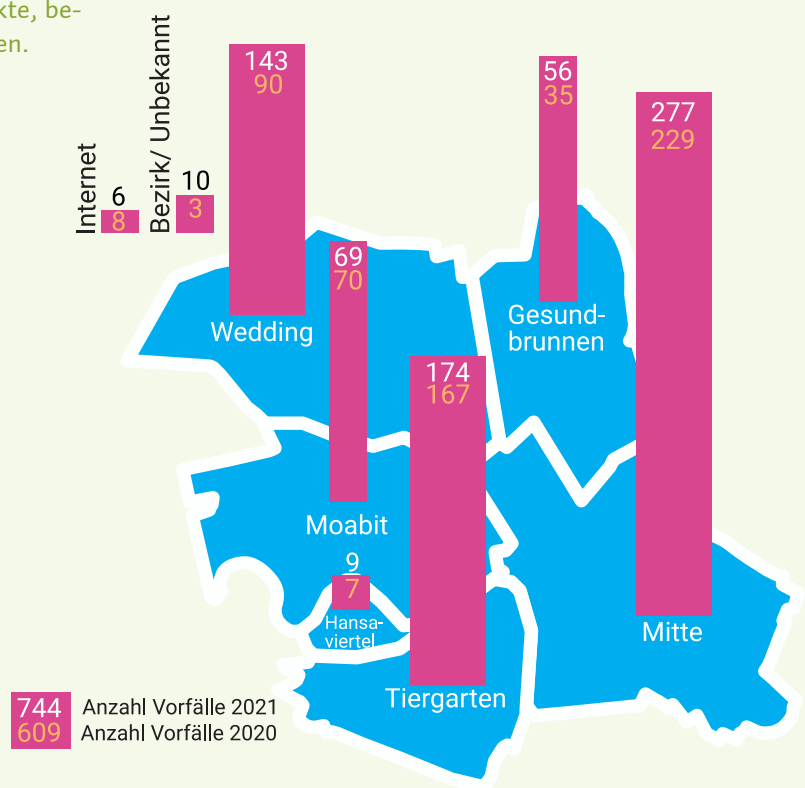 kte, be-
en.
Internet
6
8
Bezirk/ Unbekannt
10
3
143
90
Wedding
69
70
Moabit
56
35
Gesund-
brunnen
277
229
Mitte
174
167
Tiergarten
9
7
Hansa-
viertel
744 Anzahl Vorfälle 2021
609 Anzahl Vorfälle 2020